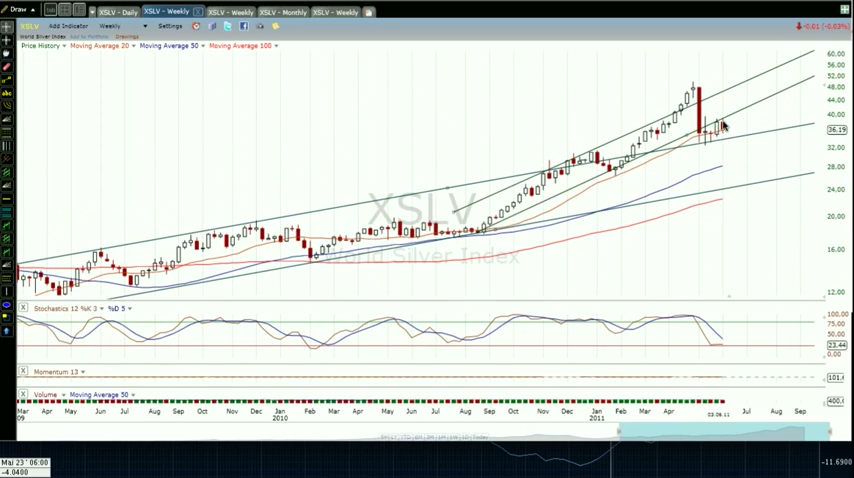 Draw
XSLV - Daily
XSLV - Weekly
XSLV - Weekly
XSLV - Monthly
XSLV - Weekly
XSLV
Add Indicator
Weekly
Settings
-0.01 (-0.03%)
World Silver Index
Add to Portfolio
Drawings
Price History
Moving Average 20
Moving Average 50
Moving Average 100
60.00
56.00
52.00
48.00
44.00
40.00
36.19
32.00
28.00
24.00
20.00
16.00
12.00
XSLV
World Silver Index
X Stochastics 12 %K 3 %D 5
100.00
75.00
50.00
23.44
0.00
X Momentum 13
101.4
X Volume Moving Average 50
400.0
Mar Apr May Jun Jul Aug Sep Oct Nov Dec 2010 Feb Mar Apr May Jun Jul Aug Sep Oct Nov Dec 2011 Feb Mar Apr 03.06.11 Jul Aug Sep
09
Mai 23 ' 06:00
-4.0400
-11.6900